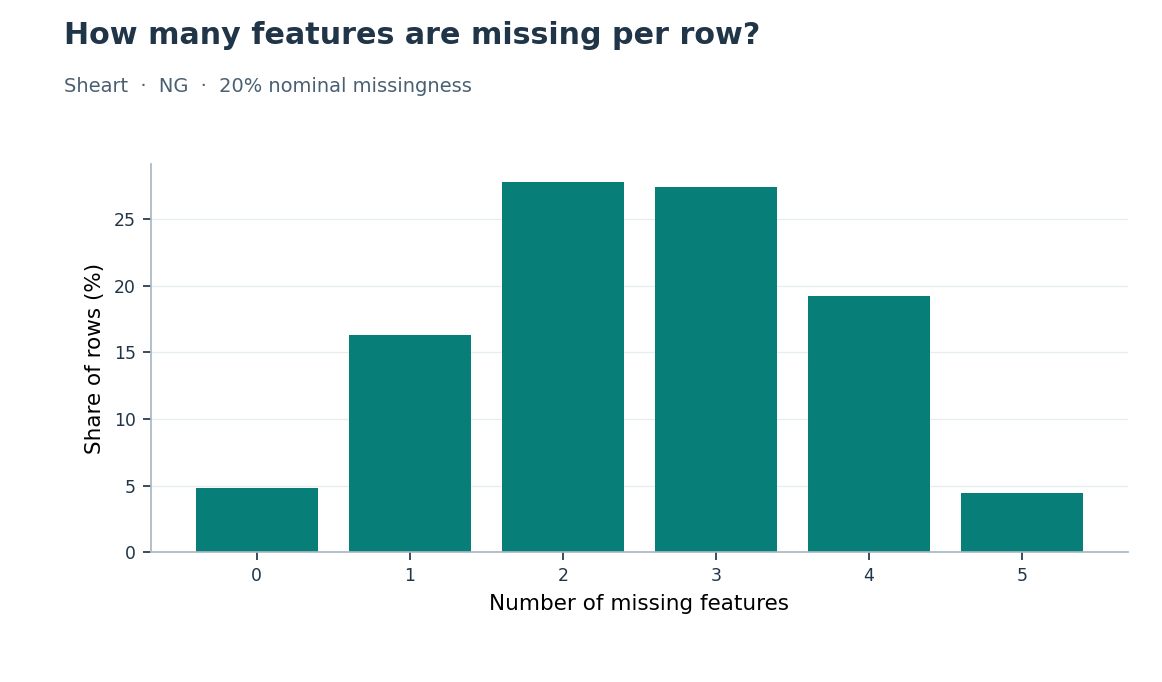 How many features are missing per row?
Sheart · NG · 20% nominal missingness
Share of rows (%)
25
20
15
10
5
0
0 1 2 3 4 5
Number of missing features